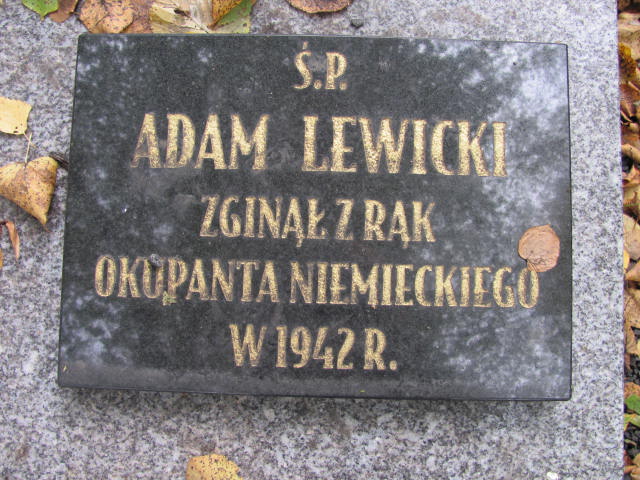 Ś.P.
ADAM LEWICKI
ZGINĄŁ Z RĄK
OKUPANTA NIEMIECKIEGO
W 1942 R.